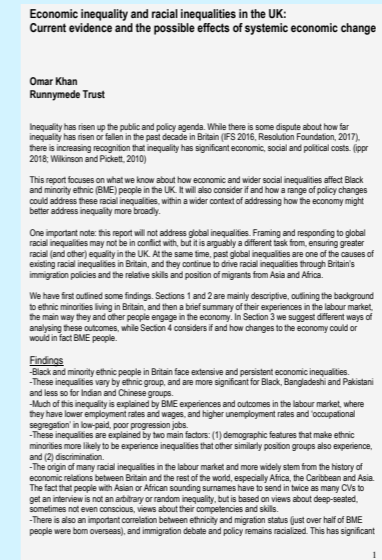 Economic inequality and racial inequalities in the UK:
Current evidence and the possible effects of systemic economic change
Omar Khan
Runnymede Trust
Inequality has risen up the public and policy agenda. While there is some dispute about how far
inequality has risen or fallen in the past decade in Britain (IFS 2016, Resolution Foundation, 2017),
there is increasing recognition that inequality has significant economic, social and political costs. (ippr
2018; Wilkinson and Pickett, 2010)
This report focuses on what we know about how economic and wider social inequalities affect Black
and minority ethnic (BME) people in the UK. It will also consider if and how a range of policy changes
could address these racial inequalities, within a wider context of addressing how the economy might
better address inequality more broadly.
One important note: this report will not address global inequalities. Framing and responding to global
racial inequalities may not be in conflict with, but it is arguably a different task from, ensuring greater
racial (and other) equality in the UK. At the same time, past global inequalities are one of the causes of
existing racial inequalities in Britain, and they continue to drive racial inequalities through Britain's
immigration policies and the relative skills and position of migrants from Asia and Africa.
We have first outlined some findings. Sections 1 and 2 are mainly descriptive, outlining the background
to ethnic minorities living in Britain, and then a brief summary of their experiences in the labour market,
the main way they and other people engage in the economy. In Section 3 we suggest different ways of
analysing these outcomes, while Section 4 considers if and how changes to the economy could or
would in fact BME people.
Findings
-Black and minority ethnic people in Britain face extensive and persistent economic inequalities.
-These inequalities vary by ethnic group, and are more significant for Black, Bangladeshi and Pakistani
and less so for Indian and Chinese groups.
-Much of this inequality is explained by BME experiences and outcomes in the labour market, where
they have lower employment rates and wages, and higher unemployment rates and 'occupational
segregation' in low-paid, poor progression jobs.
-These inequalities are explained by two main factors: (1) demographic features that make ethnic
minorities more likely to be experience inequalities that other similarly position groups also experience,
and (2) discrimination.
-The origin of many racial inequalities in the labour market and more widely stem from the history of
economic relations between Britain and the rest of the world, especially Africa, the Caribbean and Asia.
The fact that people with Asian or African sounding surnames have to send in twice as many CVs to
get an interview is not an arbitrary or random inequality, but is based on views about deep-seated,
sometimes not even conscious, views about their competencies and skills.
-There is also an important correlation between ethnicity and migration status (just over half of BME
people were born overseas), and immigration debate and policy remains racialized. This has significant
1